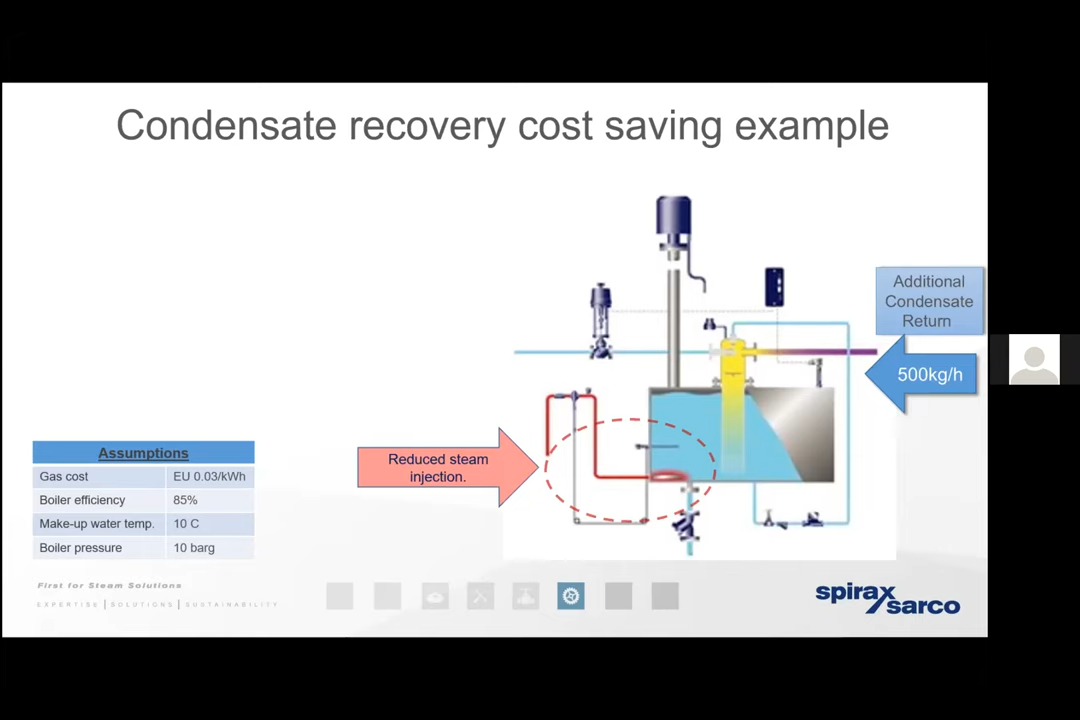 Condensate recovery cost saving example
Additional
Condensate
Return
500kg/h
Reduced steam
injection.
Assumptions
Gas cost EU 0.03/kWh
Boiler efficiency 85%
Make-up water temp. 10 C
Boiler pressure 10 barg
First for Steam Solutions
EXPERTISE | SOLUTIONS | SUSTAINABILITY
spirax
sarco